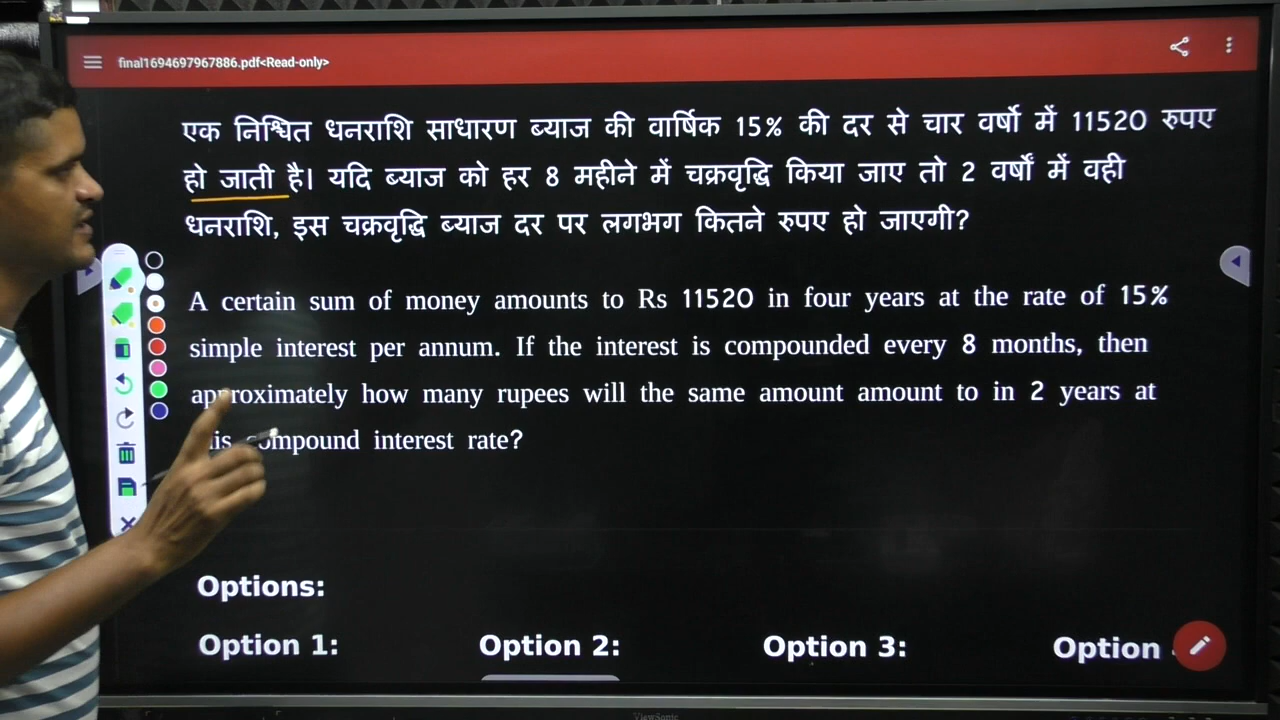 final1694697967886.pdf<Read-only>
एक निश्चित धनराशि साधारण ब्याज की वार्षिक 15% की दर से चार वर्षो में 11520 रुपए
हो जाती है। यदि ब्याज को हर 8 महीने में चक्रवृद्धि किया जाए तो 2 वर्षों में वही
धनराशि, इस चक्रवृद्धि ब्याज दर पर लगभग कितने रुपए हो जाएगी?
A certain sum of money amounts to Rs 11520 in four years at the rate of 15%
simple interest per annum. If the interest is compounded every 8 months, then
approximately how many rupees will the same amount amount to in 2 years at
compound interest rate?
Options:
Option 1: Option 2: Option 3: Option
ViewSonic